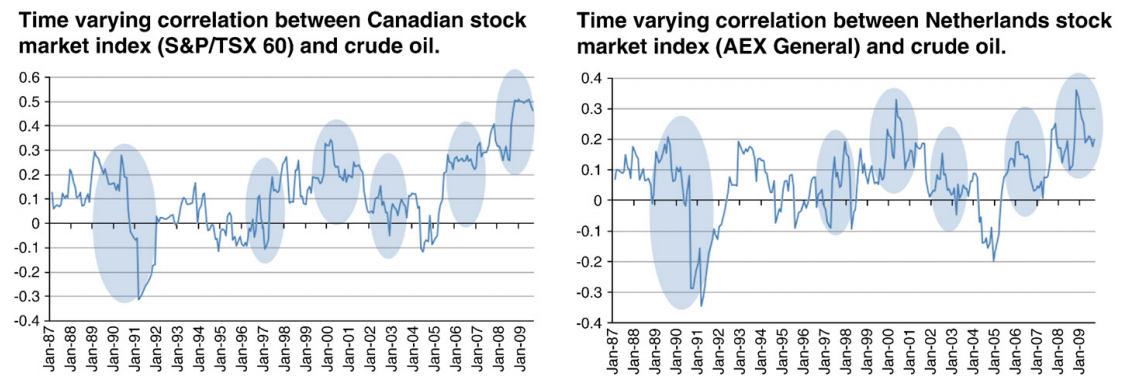 Time varying correlation between Canadian stock
market index (S&P/TSX 60) and crude oil.
0.6
0.5
0.4
0.3
0.2
0.1
0
-0.1
-0.2
-0.3
-0.4
Jan-87
Jan-88
Jan-89
Jan-90
Jan-91
Jan-92
Jan-93
Jan-94
Jan-95
Jan-96
Jan-97
Jan-98
Jan-99
Jan-00
Jan-01
Jan-02
Jan-03
Jan-04
Jan-05
Jan-06
Jan-07
Jan-08
Jan-09
Time varying correlation between Netherlands stock
market index (AEX General) and crude oil.
0.4
0.3
0.2
0.1
0
-0.1
-0.2
-0.3
-0.4
Jan-87
Jan-88
Jan-89
Jan-90
Jan-91
Jan-92
Jan-93
Jan-94
Jan-95
Jan-96
Jan-97
Jan-98
Jan-99
Jan-00
Jan-01
Jan-02
Jan-03
Jan-04
Jan-05
Jan-06
Jan-07
Jan-08
Jan-09